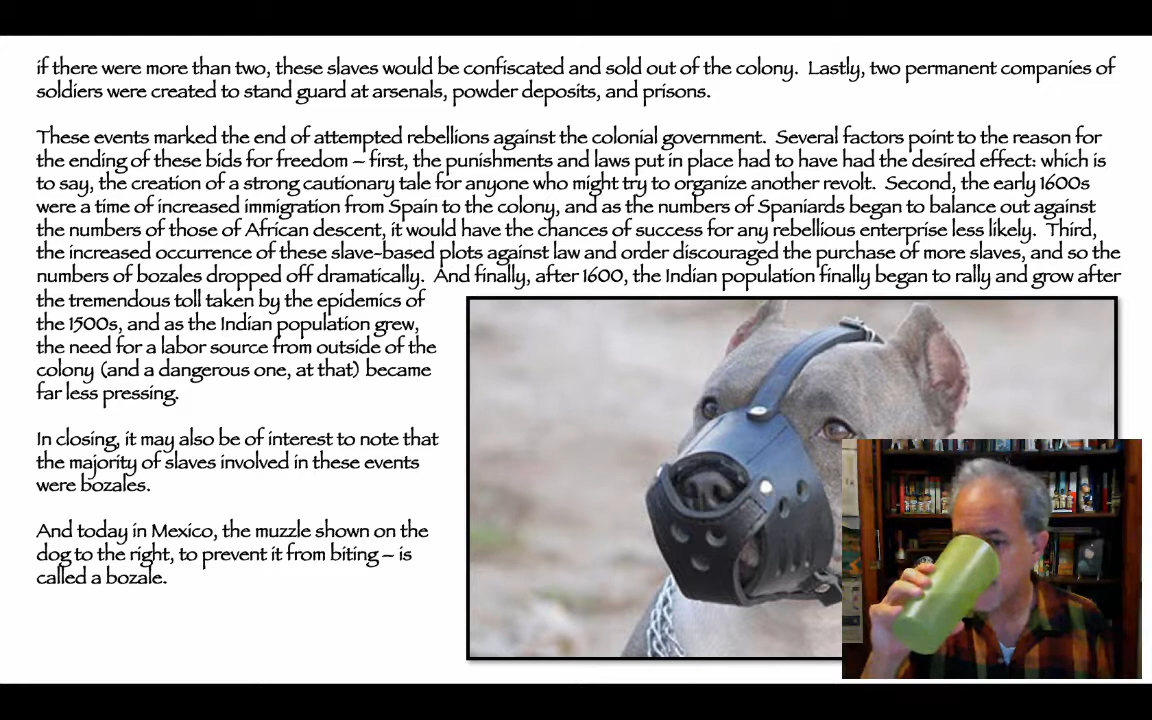 if there were more than two, these slaves would be confiscated and sold out of the colony. Lastly, two permanent companies of
soldiers were created to stand guard at arsenals, powder deposits, and prisons.
These events marked the end of attempted rebellions against the colonial government. Several factors point to the reason for
the ending of these bids for freedom – first, the punishments and laws put in place had to have had the desired effect: which is
to say, the creation of a strong cautionary tale for anyone who might try to organize another revolt. Second, the early 1600s
were a time of increased immigration from Spain to the colony, and as the numbers of Spaniards began to balance out against
the numbers of those of African descent, it would have the chances of success for any rebellious enterprise less likely. Third,
the increased occurrence of these slave-based plots against law and order discouraged the purchase of more slaves, and so the
numbers of bozales dropped off dramatically. And finally, after 1600, the Indian population finally began to rally and grow after
the tremendous toll taken by the epidemics of
the 1500s, and as the Indian population grew,
the need for a labor source from outside of the
colony (and a dangerous one, at that) became
far less pressing.
In closing, it may also be of interest to note that
the majority of slaves involved in these events
were bozales.
And today in Mexico, the muzzle shown on the
dog to the right, to prevent it from biting – is
called a bozale.